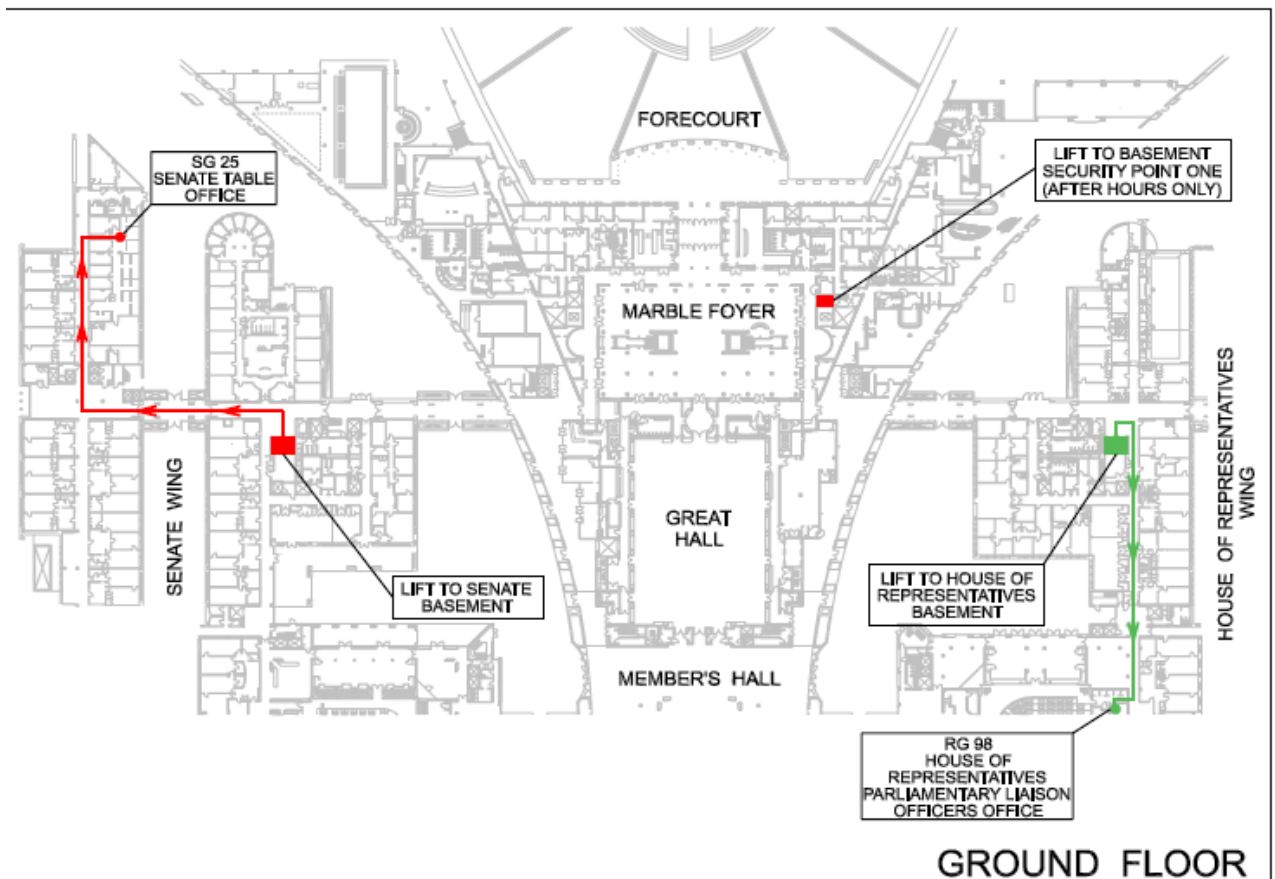 FORECOURT
SG 25
SENATE TABLE
OFFICE
LIFT TO BASEMENT
SECURITY POINT ONE
(AFTER HOURS ONLY)
MARBLE FOYER
SENATE WING
GREAT
HALL
HOUSE OF REPRESENTATIVES
WING
LIFT TO SENATE
BASEMENT
LIFT TO HOUSE OF
REPRESENTATIVES
BASEMENT
MEMBER'S HALL
RG 98
HOUSE OF
REPRESENTATIVES
PARLIAMENTARY LIAISON
OFFICERS OFFICE
GROUND FLOOR